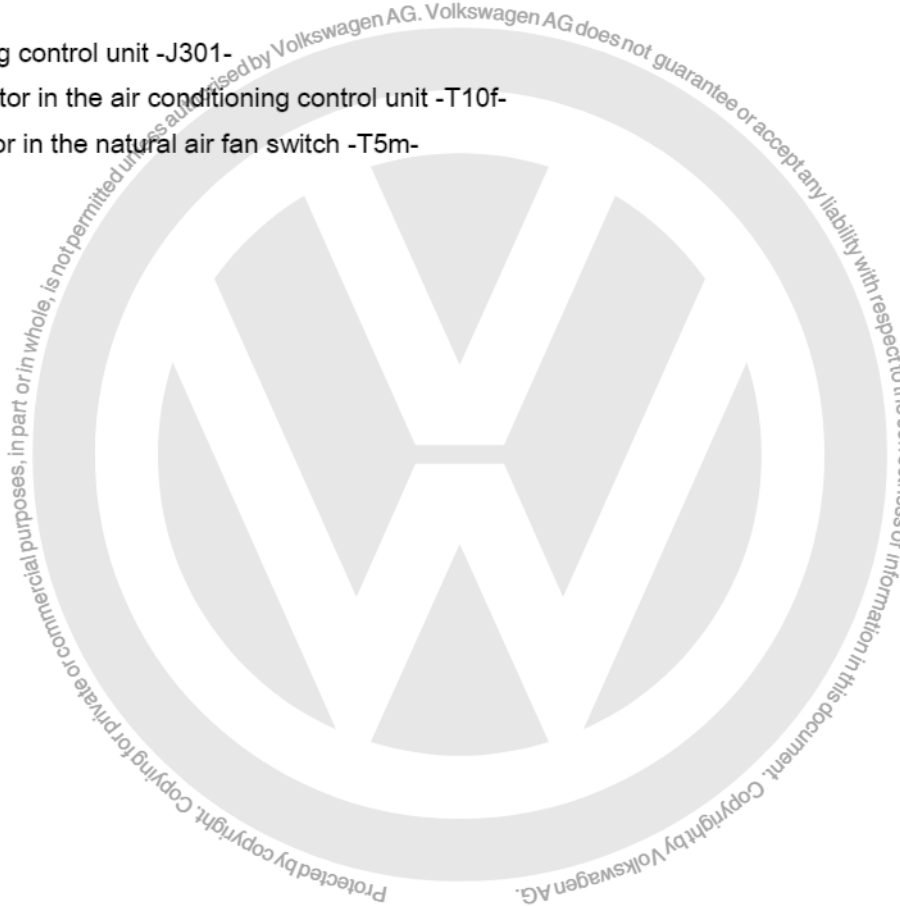 g control unit -J301-
tor in the air conditioning control unit -T10f-
or in the natural air fan switch -T5m-
Protected by copyright. Copying for private or commercial purposes, in part or in whole, is not permitted unless authorised by Volkswagen AG. Volkswagen AG does not guarantee or accept any liability with respect to the correctness of information in this document. Copyright by Volkswagen AG.